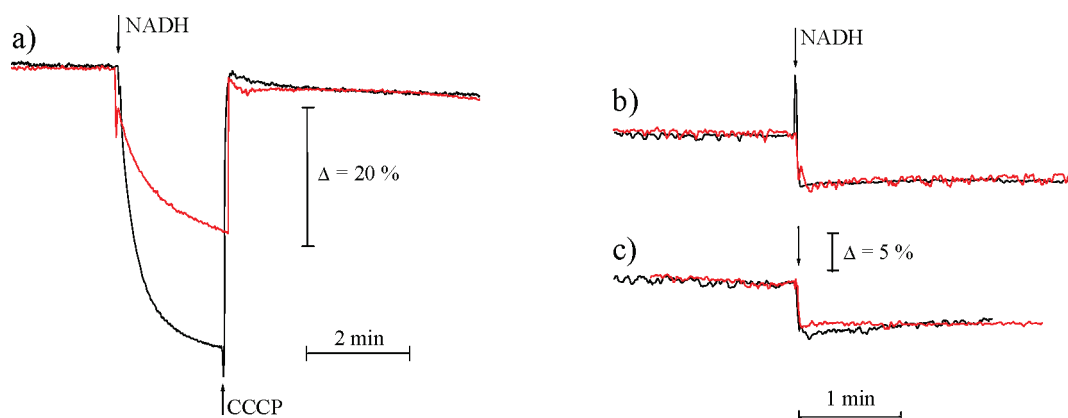 a)
NADH
Δ = 20 %
2 min
CCCP
NADH
b)
c)
Δ = 5 %
1 min